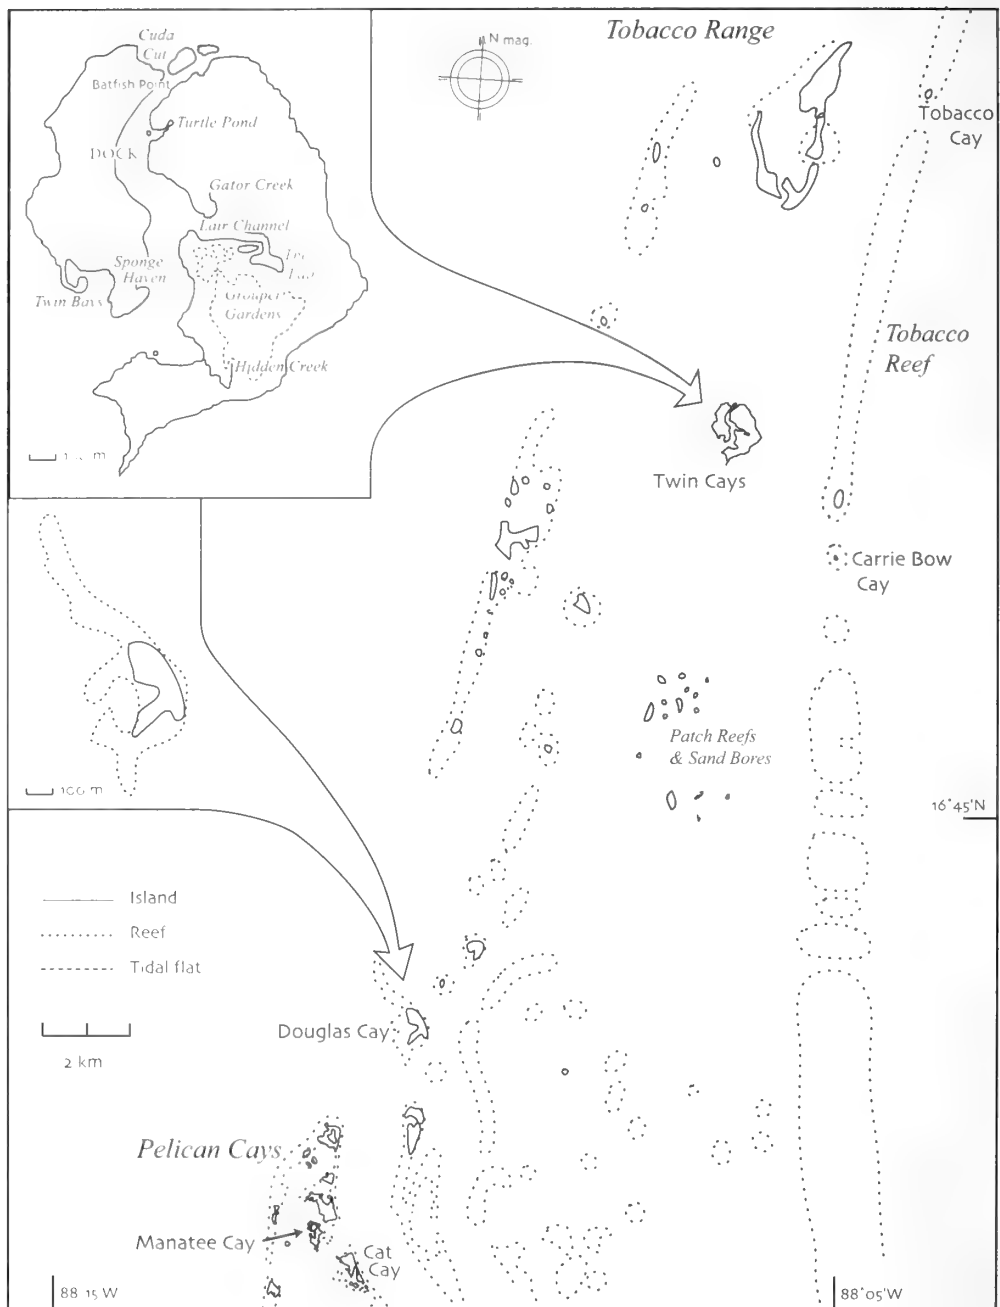 Cuda
Cut
Batfish Point
Turtle Pond
DOCK
Gator Creek
Lair Channel
Sponge
Haven
Twin Bays
Grouper
Gardens
Hidden Creek
m
N mag.
Tobacco Range
Tobacco
Cay
Tobacco
Reef
Twin Cays
Carrie Bow
Cay
Patch Reefs
& Sand Bores
16°45'N
100 m
Island
Reef
Tidal flat
2 km
Douglas Cay
Pelican Cays
Manatee Cay
Cat
Cay
88 15 W
88°05'W